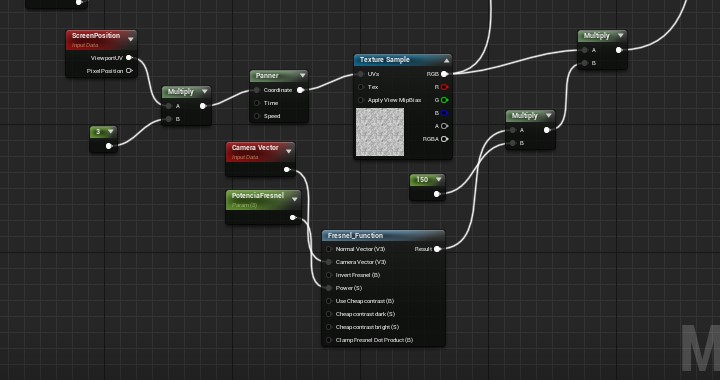 ScreenPosition
Input Data
ViewportUV
PixelPosition
Multiply
A
B
3
Panner
Coordinate
Time
Speed
Texture Sample
UVs
RGB
Tex
R
Apply View MipBias
G
B
A
RGBA
Multiply
A
B
Multiply
A
B
Camera Vector
Input Data
150
PotenciaFresnel
Param (3)
Fresnel_Function
Normal Vector (V3)
Result
Camera Vector (V3)
Invert Fresnel (B)
Power (S)
Use Cheap contrast (B)
Cheap contrast dark (S)
Cheap contrast bright (S)
Clamp Fresnel Dot Product (B)
M